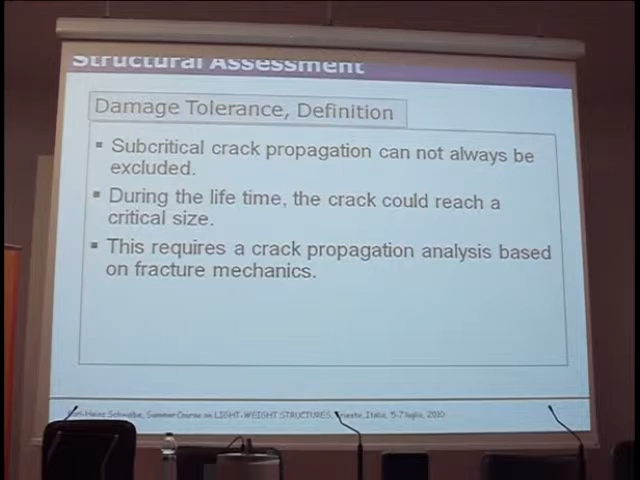 Structural Assessment
Damage Tolerance, Definition
▪ Subcritical crack propagation can not always be
excluded.
▪ During the life time, the crack could reach a
critical size.
▪ This requires a crack propagation analysis based
on fracture mechanics.
Karl-Heinz Schwalbe, Summer Course on LIGHT-WEIGHT STRUCTURES, Trieste, Italia, 5-7 luglio, 2010